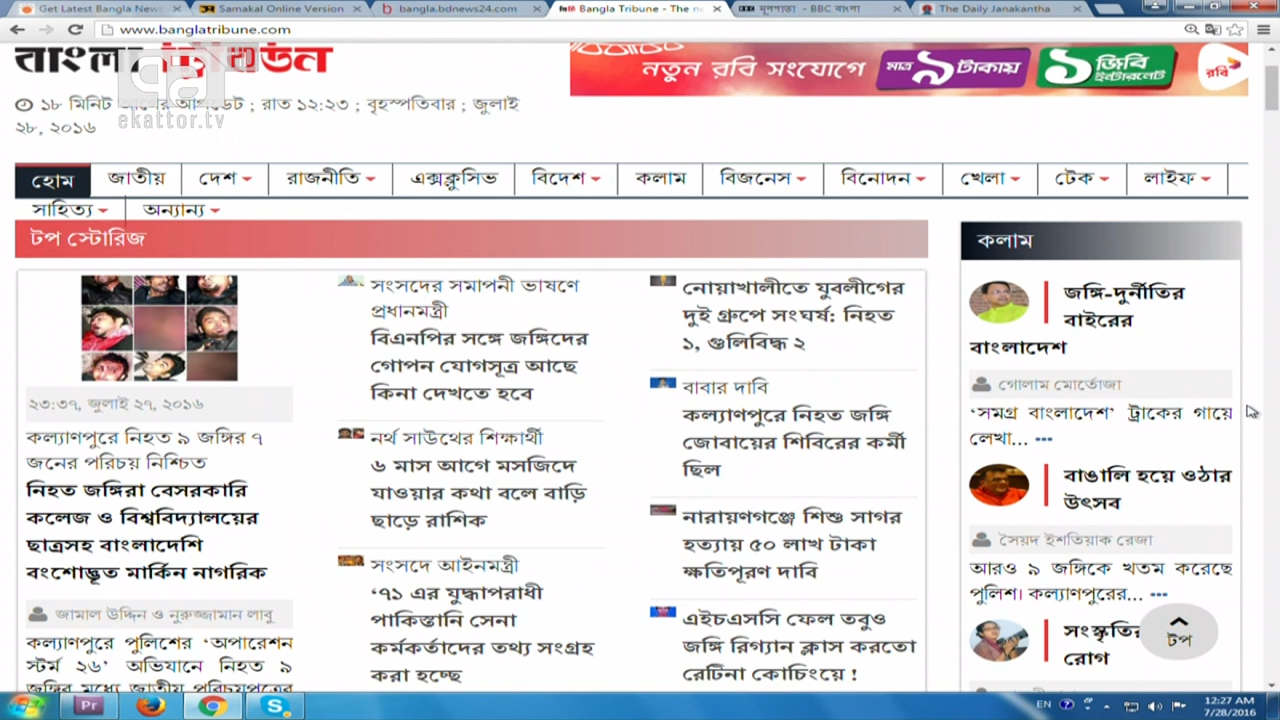 Get Latest Bangla News
Samakal Online Version
bangla.bdnews24.com
Bangla Tribune - The ne
মূলপাতা - BBC বাংলা
The Daily Janakantha
www.banglatribune.com
বাংলা ট্রিবিউন
নতুন রবি সংযোগে মাত্র ৯ টাকায় ১ জিবি ইন্টারনেট রবি
ekattor.tv
১৮ মিনিট আগের আপডেট ; রাত ১২:২৩ ; বৃহস্পতিবার ; জুলাই
২৮, ২০১৬
হোম জাতীয় দেশ রাজনীতি এক্সক্লুসিভ বিদেশ কলাম বিজনেস বিনোদন খেলা টেক লাইফ
সাহিত্য অন্যান্য
টপ স্টোরিজ
২৩:৩৭, জুলাই ২৭, ২০১৬
কল্যাণপুরে নিহত ৯ জঙ্গির ৭
জনের পরিচয় নিশ্চিত
নিহত জঙ্গিরা বেসরকারি
কলেজ ও বিশ্ববিদ্যালয়ের
ছাত্রসহ বাংলাদেশি
বংশোদ্ভূত মার্কিন নাগরিক
জামাল উদ্দিন ও নুরুজ্জামান লাবু
কল্যাণপুরে পুলিশের ‘অপারেশন
স্টর্ম ২৬’ অভিযানে নিহত ৯
জঙ্গির মধ্যে জাতীয় পরিচয়পত্রের
সংসদের সমাপনী ভাষণে
প্রধানমন্ত্রী
বিএনপির সঙ্গে জঙ্গিদের
গোপন যোগসূত্র আছে
কিনা দেখতে হবে
নর্থ সাউথের শিক্ষার্থী
৬ মাস আগে মসজিদে
যাওয়ার কথা বলে বাড়ি
ছাড়ে রাশিক
সংসদে আইনমন্ত্রী
‘৭১ এর যুদ্ধাপরাধী
পাকিস্তানি সেনা
কর্মকর্তাদের তথ্য সংগ্রহ
করা হচ্ছে
নোয়াখালীতে যুবলীগের
দুই গ্রুপে সংঘর্ষ: নিহত
১, গুলিবিদ্ধ ২
বাবার দাবি
কল্যাণপুরে নিহত জঙ্গি
জোবায়ের শিবিরের কর্মী
ছিল
নারায়ণগঞ্জে শিশু সাগর
হত্যায় ৫০ লাখ টাকা
ক্ষতিপূরণ দাবি
এইচএসসি ফেল তবুও
জঙ্গি রিগ্যান ক্লাস করতো
রেটিনা কোচিংয়ে !
কলাম
জঙ্গি-দুর্নীতির
বাইরের
বাংলাদেশ
গোলাম মোর্তোজা
‘সমগ্র বাংলাদেশ’ ট্রাকের গায়ে
লেখা...
বাঙালি হয়ে ওঠার
উৎসব
সৈয়দ ইশতিয়াক রেজা
আরও ৯ জঙ্গিকে খতম করেছে
পুলিশ। কল্যাণপুরের...
রোগ
টপ
Pr
EN
12:27 AM
7/28/2016